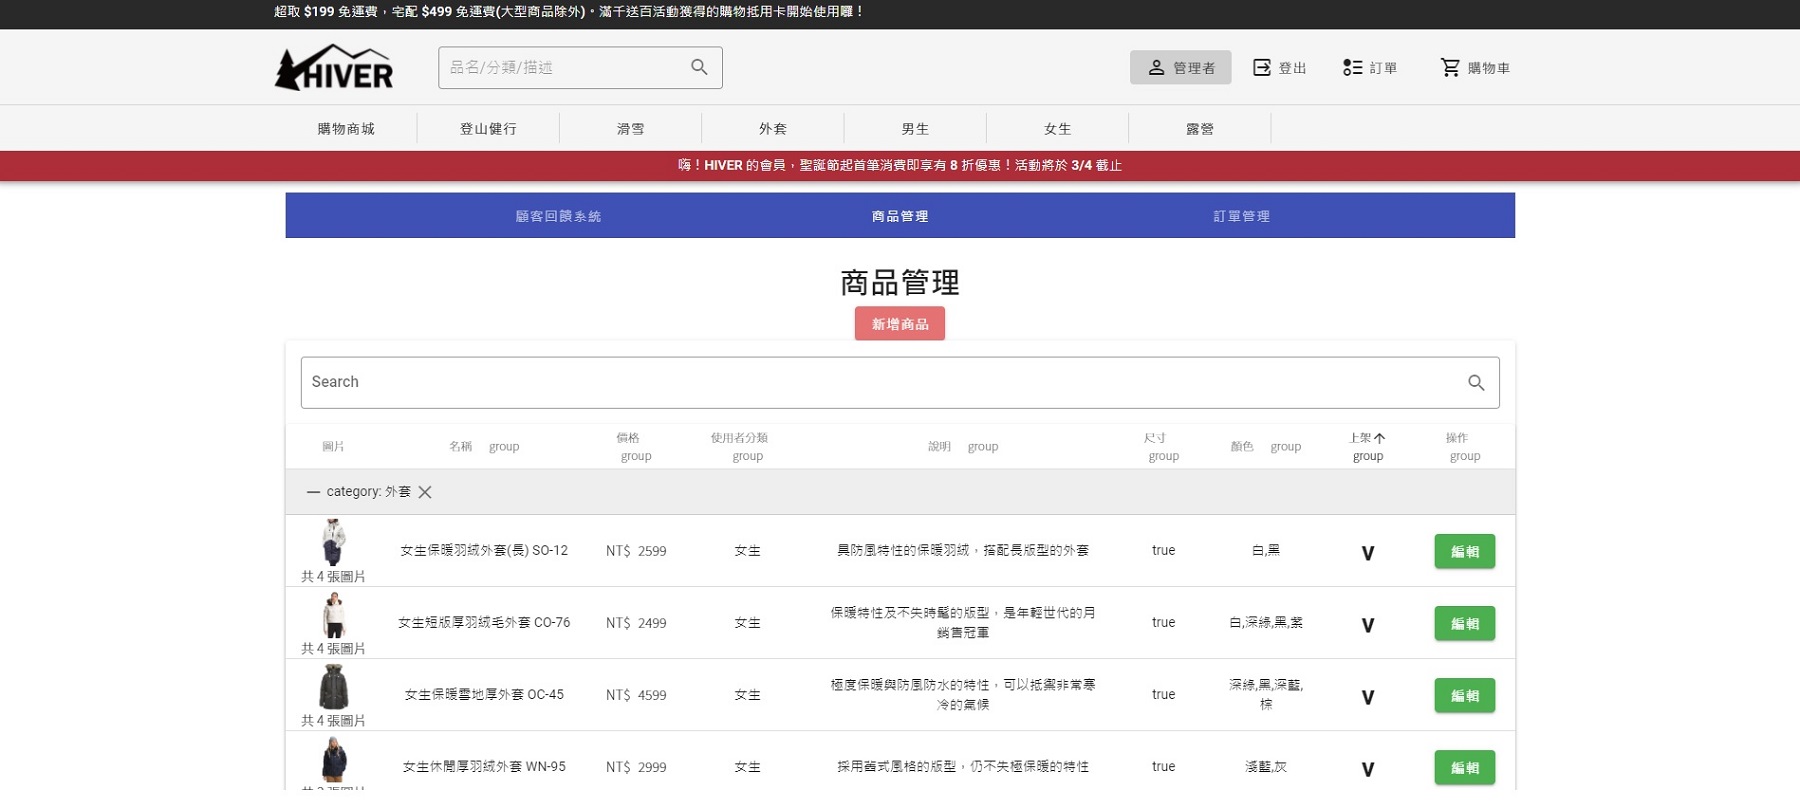 超取 $199 免運費，宅配 $499 免運費(大型商品除外)。滿千送百活動獲得的購物抵用卡開始使用囉！
HIVER
品名/分類/描述
管理者 登出 訂單 購物車
購物商城 登山健行 滑雪 外套 男生 女生 露營
嗨！HIVER 的會員，聖誕節起首筆消費即享有 8 折優惠！活動將於 3/4 截止
顧客回饋系統 商品管理 訂單管理
商品管理
新增商品
Search
圖片 名稱 group 價格 group 使用者分類 group 說明 group 尺寸 group 顏色 group 上架 group 操作 group
category: 外套
女生保暖羽絨外套(長) SO-12 NT$ 2599 女生 具防風特性的保暖羽絨，搭配長版型的外套 true 白,黑 V 編輯
共 4 張圖片
女生短版厚羽絨毛外套 CO-76 NT$ 2499 女生 保暖特性及不失時髦的版型，是年輕世代的月
銷售冠軍 true 白,深綠,黑,紫 V 編輯
共 4 張圖片
女生保暖雪地厚外套 OC-45 NT$ 4599 女生 極度保暖與防風防水的特性，可以抵禦非常寒
冷的氣候 true 深綠,黑,深藍,
棕 V 編輯
共 4 張圖片
女生休閒厚羽絨外套 WN-95 NT$ 2999 女生 採用舊式風格的版型，仍不失極保暖的特性 true 淺藍,灰 V 編輯